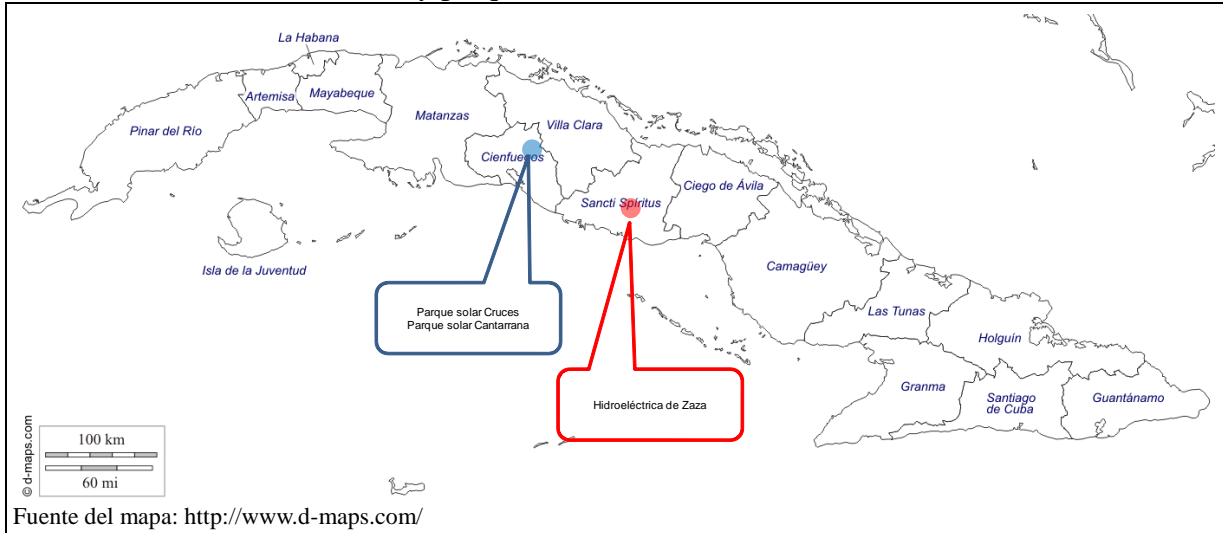 La Habana
Artemisa
Mayabeque
Pinar del Río
Matanzas
Villa Clara
Cienfuegos
Sancti Spíritus
Ciego de Ávila
Isla de la Juventud
Camagüey
Las Tunas
Holguín
Granma
Santiago
de Cuba
Guantánamo
Parque solar Cruces
Parque solar Cantarrana
Hidroeléctrica de Zaza
© d-maps.com
100 km
60 mi
Fuente del mapa: http://www.d-maps.com/